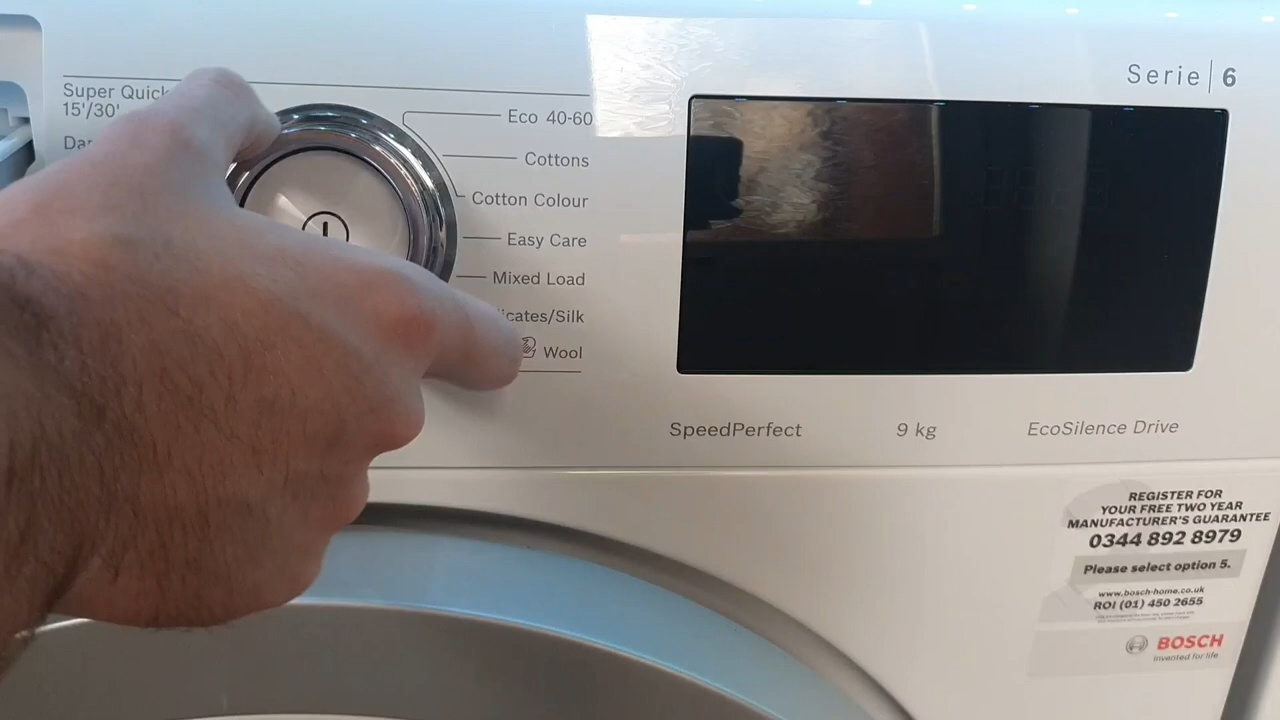 Serie | 6
Super Quick
15'/30'
Eco 40-60
Cottons
Cotton Colour
Easy Care
Mixed Load
icates/Silk
Wool
SpeedPerfect
9 kg
EcoSilence Drive
REGISTER FOR
YOUR FREE TWO YEAR
MANUFACTURER'S GUARANTEE
0344 892 8979
Please select option 5.
www.bosch-home.co.uk
ROI (01) 450 2655
BOSCH
Invented for life